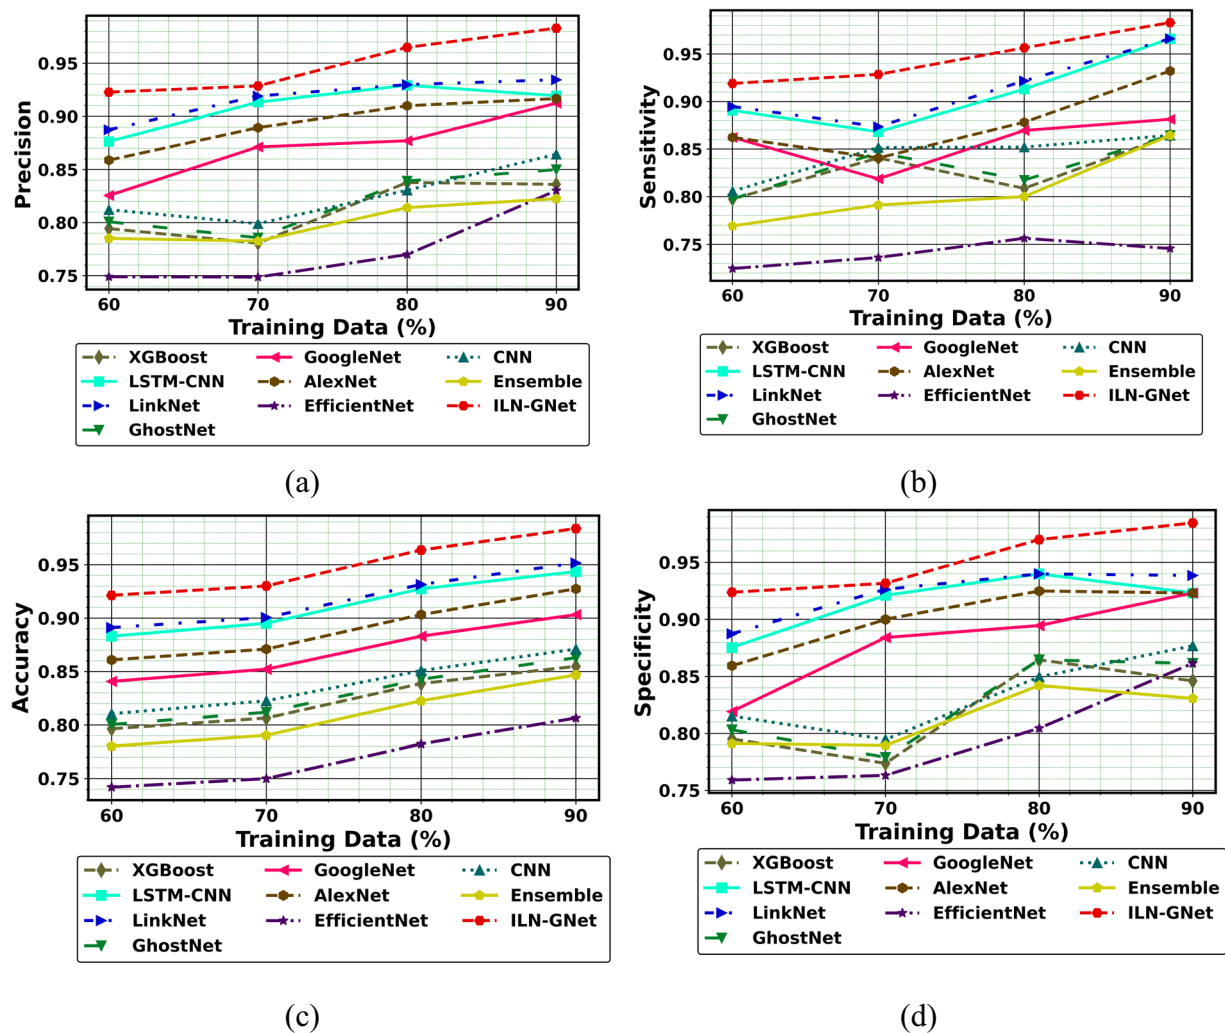 0.95
0.90
0.85
0.80
0.75
Precision
60 70 80 90
Training Data (%)
XGBoost GoogleNet CNN
LSTM-CNN AlexNet Ensemble
LinkNet EfficientNet ILN-GNet
GhostNet
(a)
0.95
0.90
0.85
0.80
0.75
Sensitivity
60 70 80 90
Training Data (%)
XGBoost GoogleNet CNN
LSTM-CNN AlexNet Ensemble
LinkNet EfficientNet ILN-GNet
GhostNet
(b)
0.95
0.90
0.85
0.80
0.75
Accuracy
60 70 80 90
Training Data (%)
XGBoost GoogleNet CNN
LSTM-CNN AlexNet Ensemble
LinkNet EfficientNet ILN-GNet
GhostNet
(c)
0.95
0.90
0.85
0.80
0.75
Specificity
60 70 80 90
Training Data (%)
XGBoost GoogleNet CNN
LSTM-CNN AlexNet Ensemble
LinkNet EfficientNet ILN-GNet
GhostNet
(d)